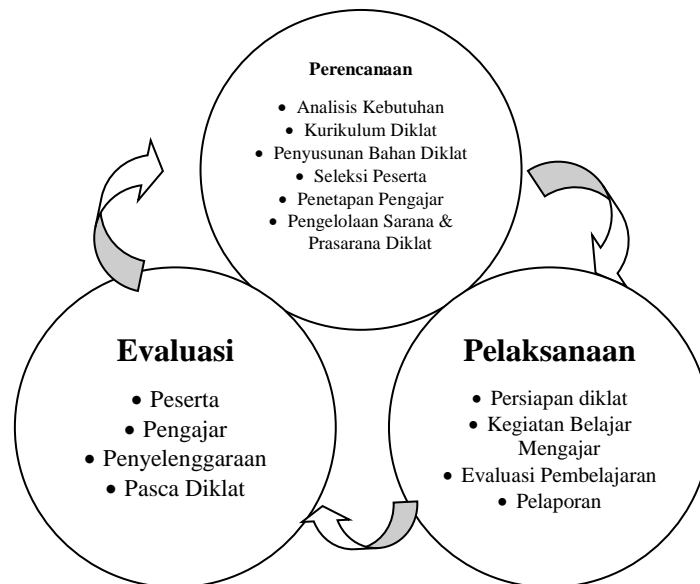 Perencanaan
• Analisis Kebutuhan
• Kurikulum Diklat
• Penyusunan Bahan Diklat
• Seleksi Peserta
• Penetapan Pengajar
• Pengelolaan Sarana &
Prasarana Diklat
Evaluasi
• Peserta
• Pengajar
• Penyelenggaraan
• Pasca Diklat
Pelaksanaan
• Persiapan diklat
• Kegiatan Belajar
Mengajar
• Evaluasi Pembelajaran
• Pelaporan